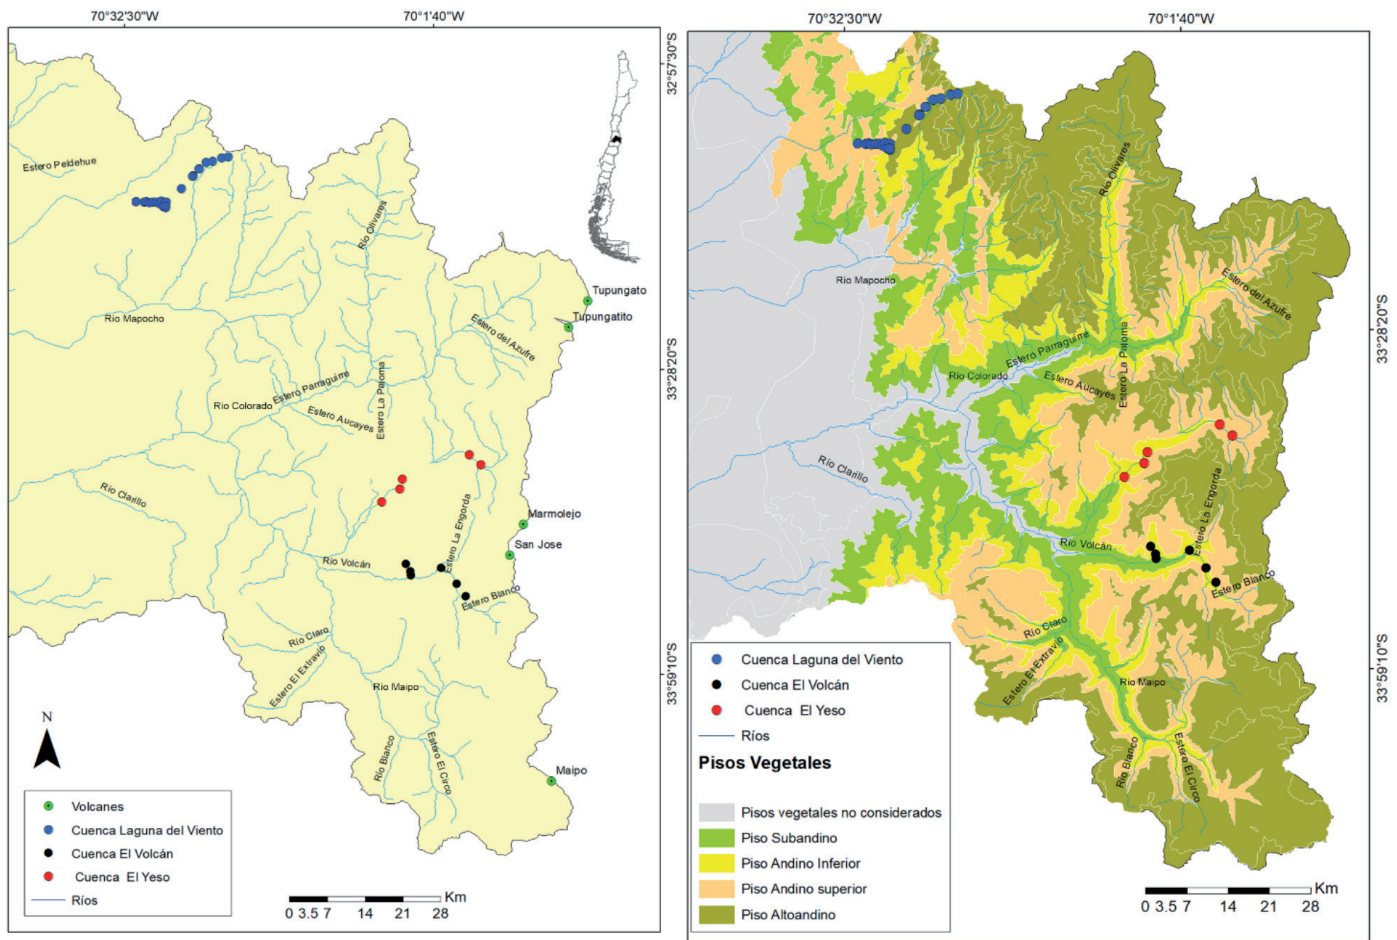 70°32'30"W
70°1'40"W
32°57'30"S
33°28'20"S
33°59'10"S
Estero Peldehue
Río Olivares
Tupungato
Tupungatito
Río Mapocho
Estero del Azufre
Estero Parraguirre
Estero La Paloma
Río Colorado
Estero Aucayes
Río Clarillo
Estero La Engorda
Marmolejo
San Jose
Río Volcán
Estero Blanco
Río Claro
Estero El Extravío
Río Maipo
Río Blanco
Estero El Circo
Maipo
N
Volcanes
Cuenca Laguna del Viento
Cuenca El Volcán
Cuenca El Yeso
Ríos
Km
0 3.5 7 14 21 28
70°32'30"W
70°1'40"W
33°28'20"S
33°59'10"S
Río Olivares
Río Mapocho
Estero del Azufre
Estero Parraguirre
Estero La Paloma
Río Colorado
Estero Aucayes
Río Clarillo
Estero La Engorda
Río Volcán
Estero Blanco
Río Claro
Estero El Extravío
Río Maipo
Río Blanco
Estero El Circo
Cuenca Laguna del Viento
Cuenca El Volcán
Cuenca El Yeso
Ríos
Pisos Vegetales
Pisos vegetales no considerados
Piso Subandino
Piso Andino Inferior
Piso Andino superior
Piso Altoandino
Km
0 3.5 7 14 21 28